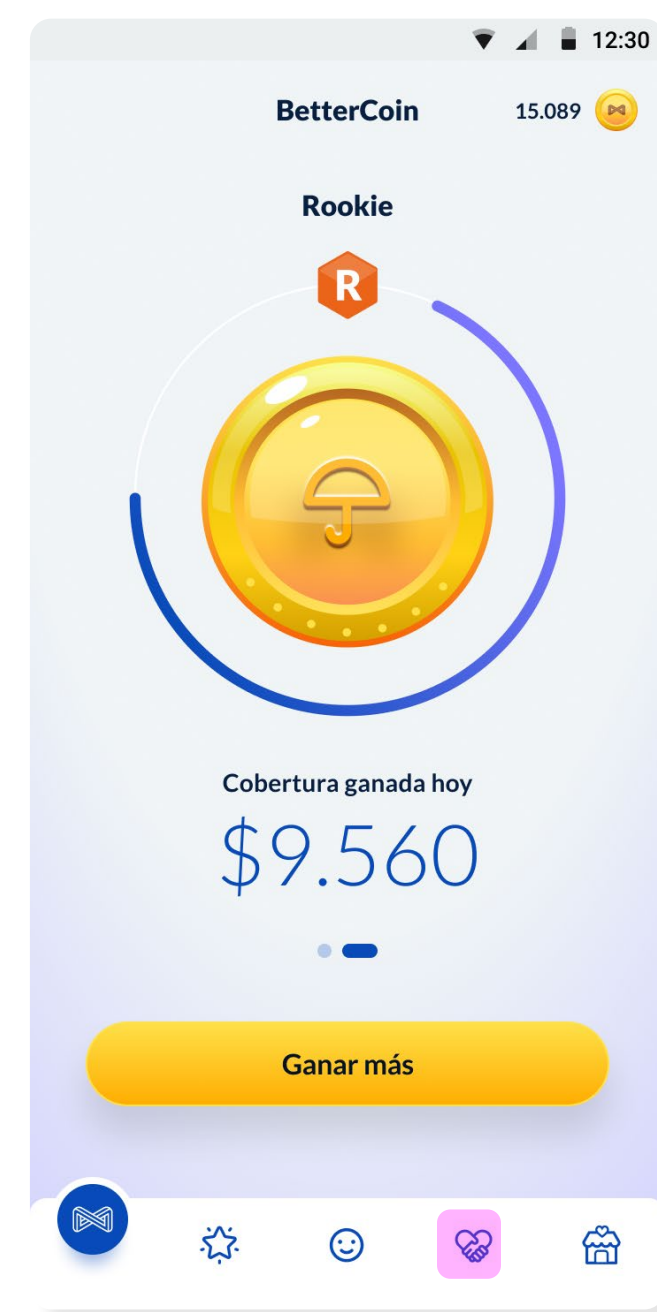 12:30
BetterCoin
15.089
Rookie
R
Cobertura ganada hoy
$9.560
Ganar más